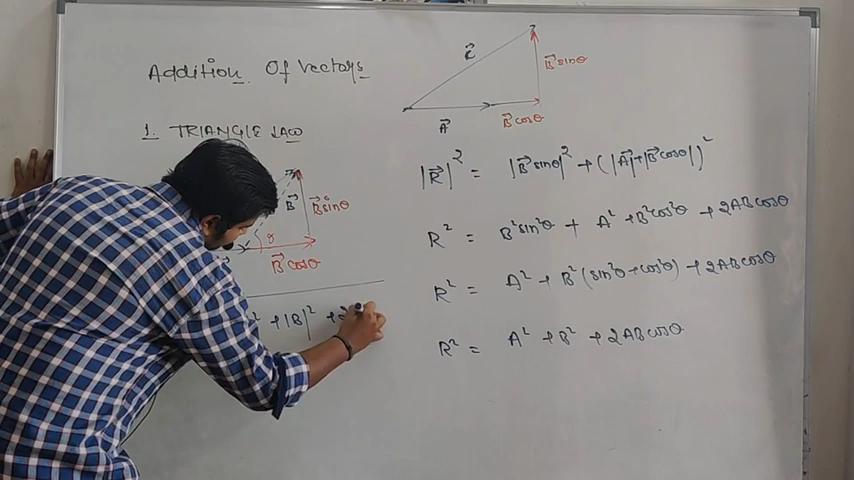 Addition Of Vectors
1. TRIANGLE LAW
B⃗
B⃗ sinθ
B⃗ cosθ
² + |B|² +
R⃗
B⃗ sinθ
A⃗
B⃗ cosθ
|R⃗|² = |B⃗ sinθ|² + (|A⃗| + |B⃗ cosθ|)²
R² = B² sin²θ + A² + B² cos²θ + 2AB cosθ
R² = A² + B² (sin²θ + cos²θ) + 2AB cosθ
R² = A² + B² + 2AB cosθ